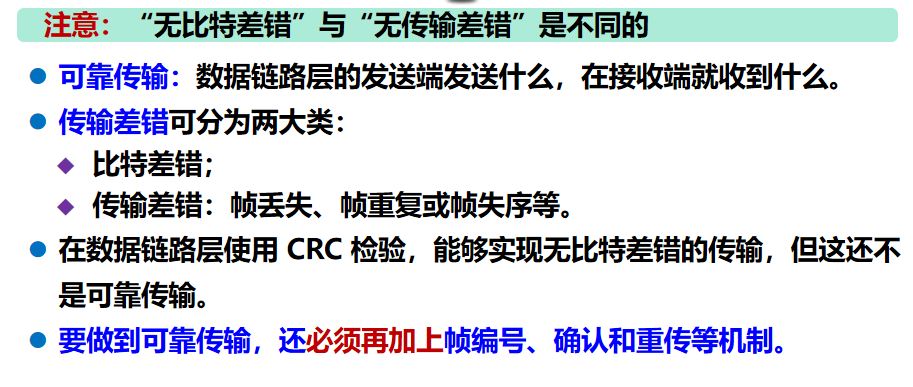 注意：“无比特差错”与“无传输差错”是不同的
可靠传输：数据链路层的发送端发送什么，在接收端就收到什么。
传输差错可分为两大类：
比特差错；
传输差错：帧丢失、帧重复或帧失序等。
在数据链路层使用 CRC 检验，能够实现无比特差错的传输，但这还不
是可靠传输。
要做到可靠传输，还必须再加上帧编号、确认和重传等机制。